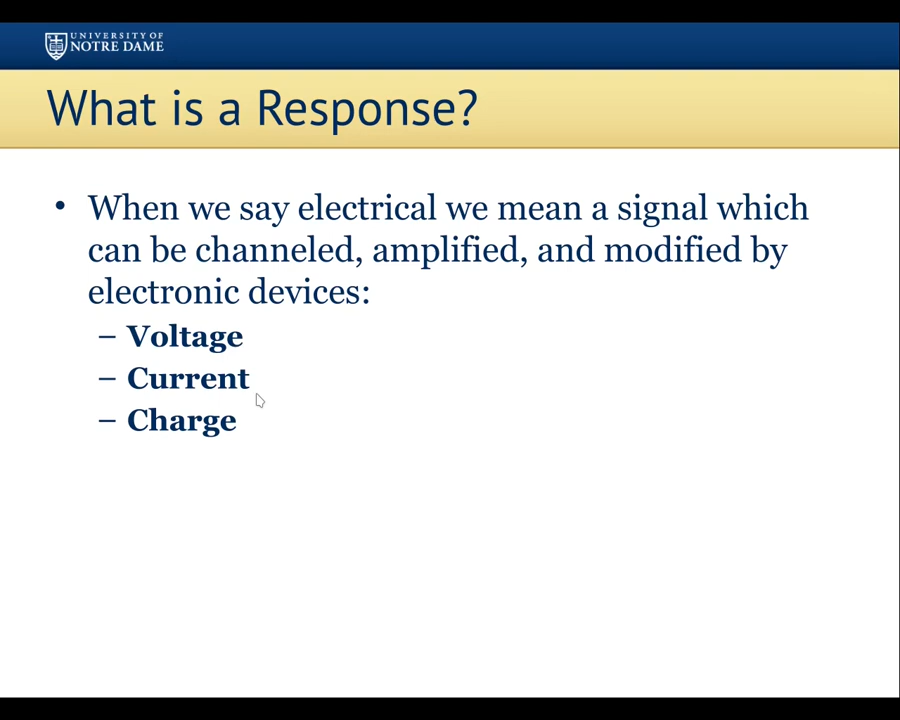 UNIVERSITY OF
NOTRE DAME
What is a Response?
• When we say electrical we mean a signal which
can be channeled, amplified, and modified by
electronic devices:
– Voltage
– Current
– Charge